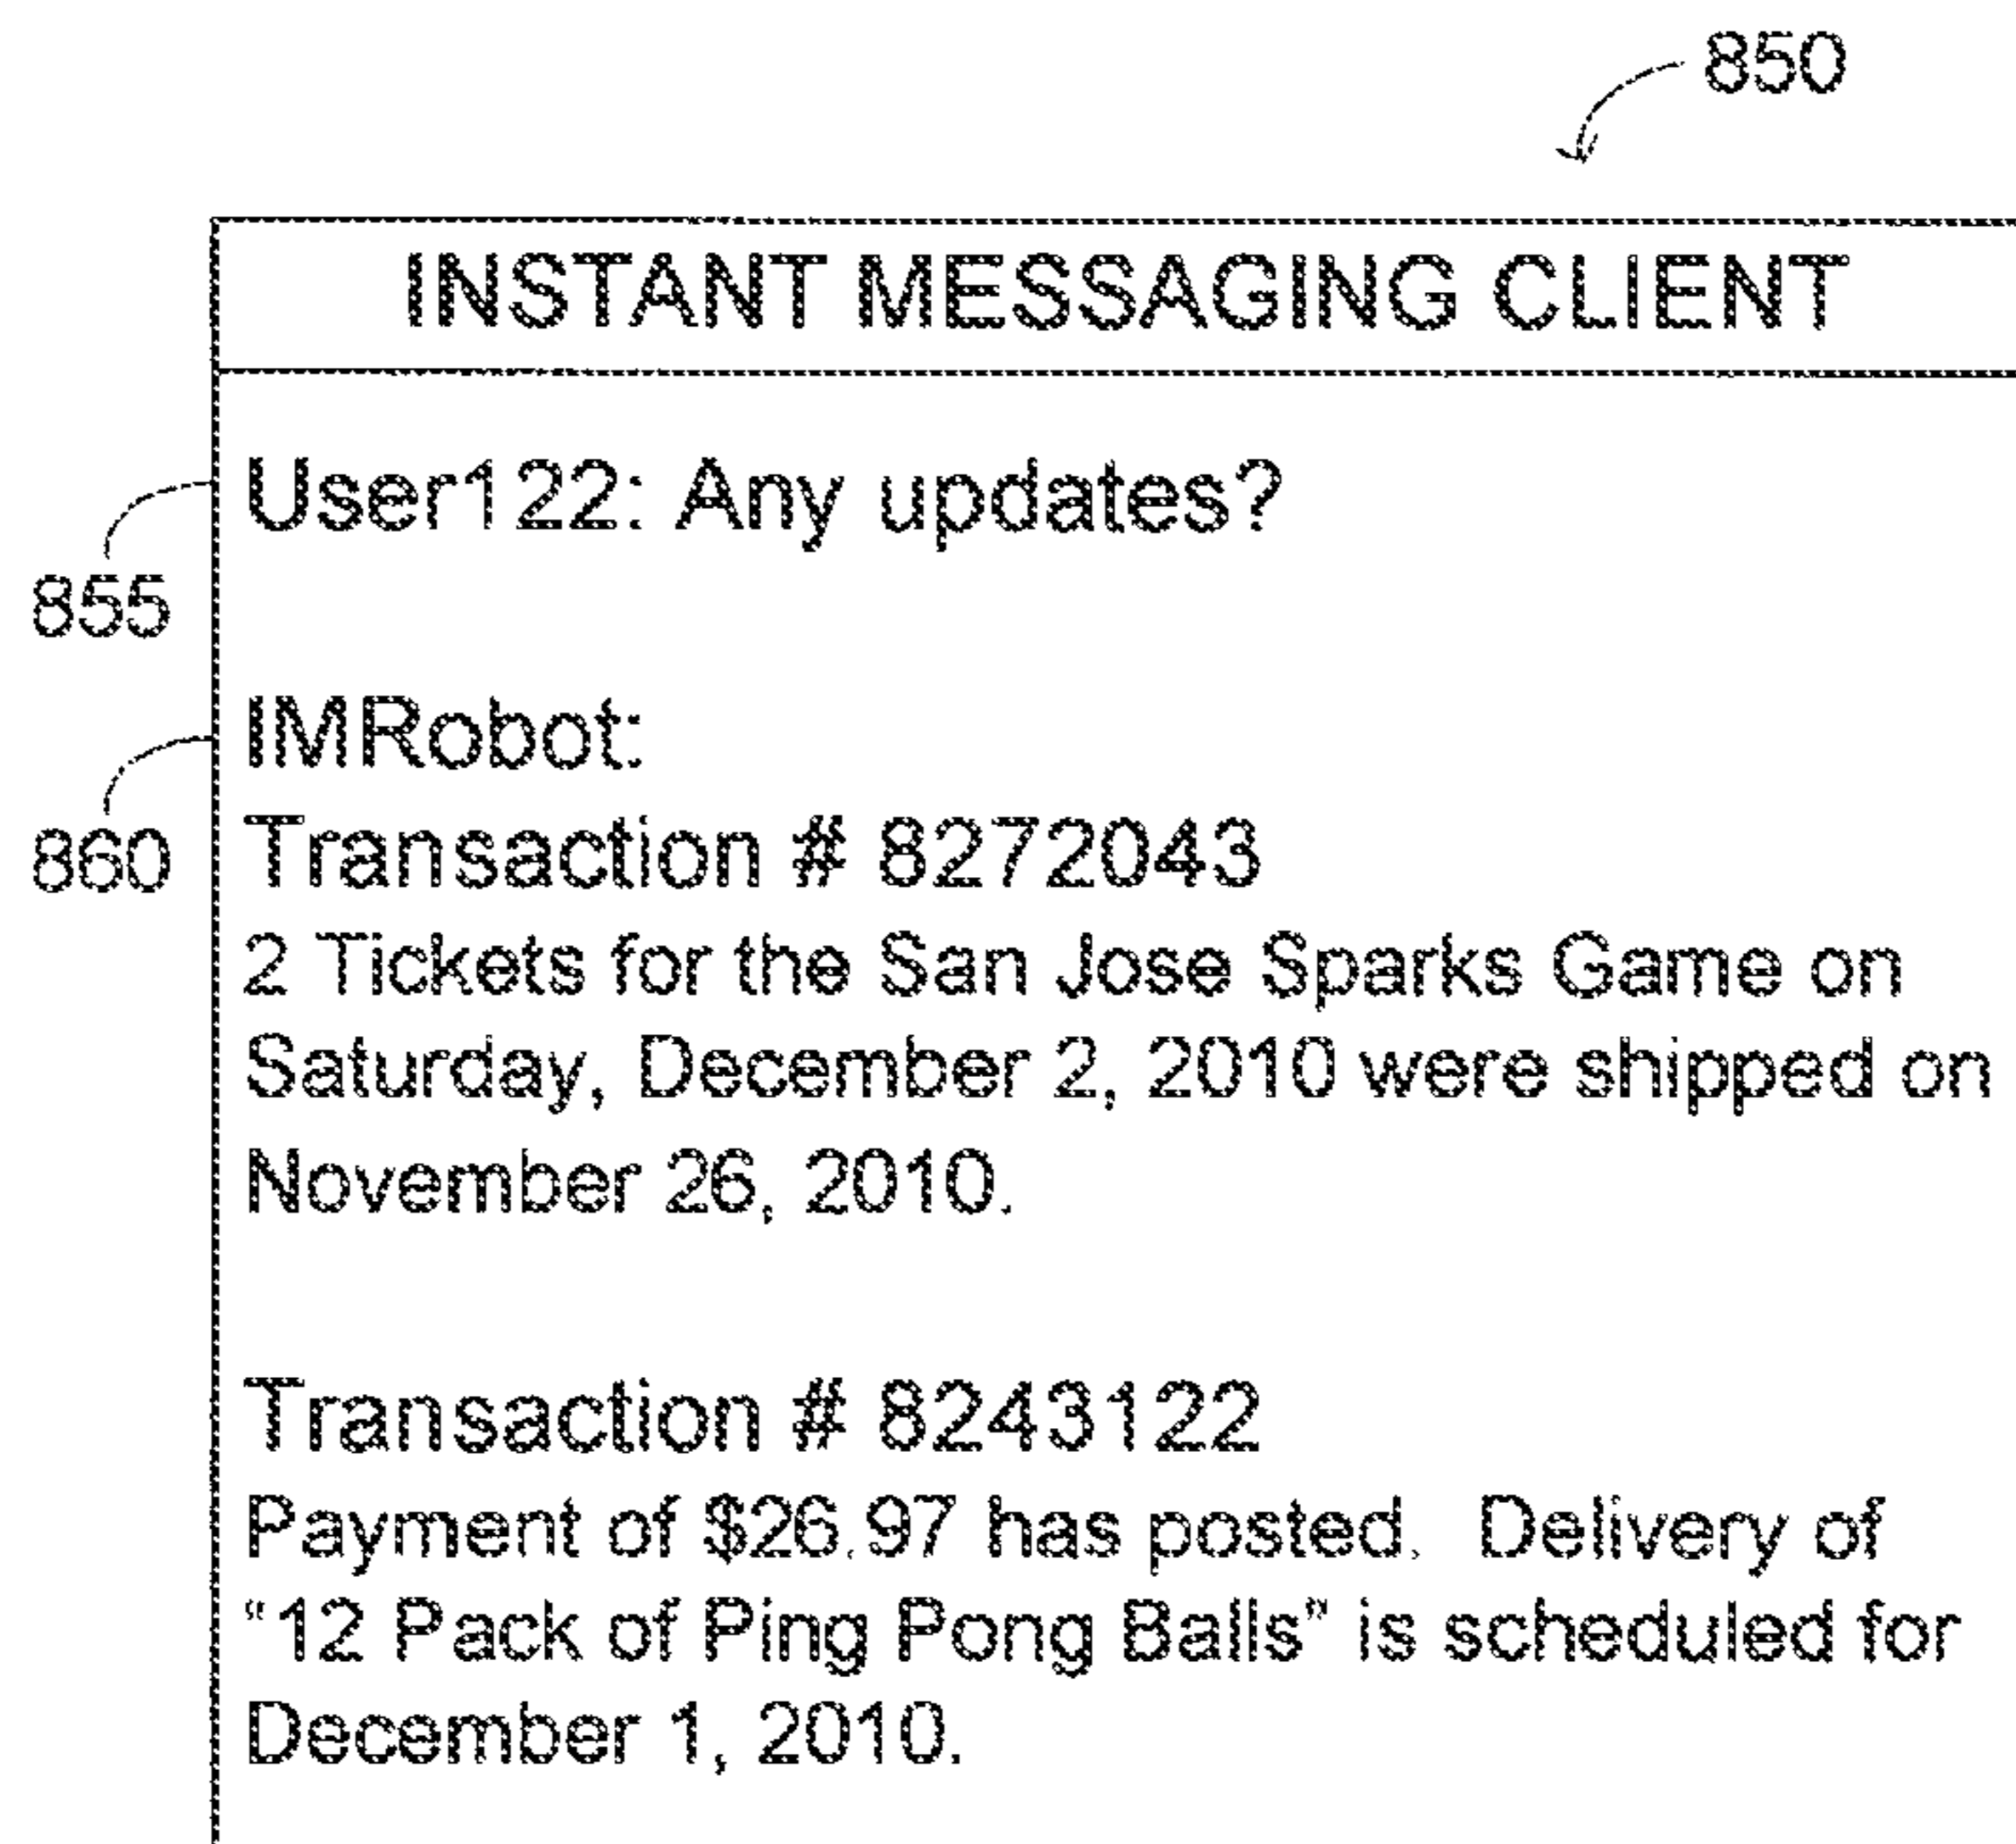 850
INSTANT MESSAGING CLIENT
User122: Any updates?
855
IMRobot:
860
Transaction # 8272043
2 Tickets for the San Jose Sparks Game on
Saturday, December 2, 2010 were shipped on
November 26, 2010.
Transaction # 8243122
Payment of $26.97 has posted.  Delivery of
“12 Pack of Ping Pong Balls” is scheduled for
December 1, 2010.